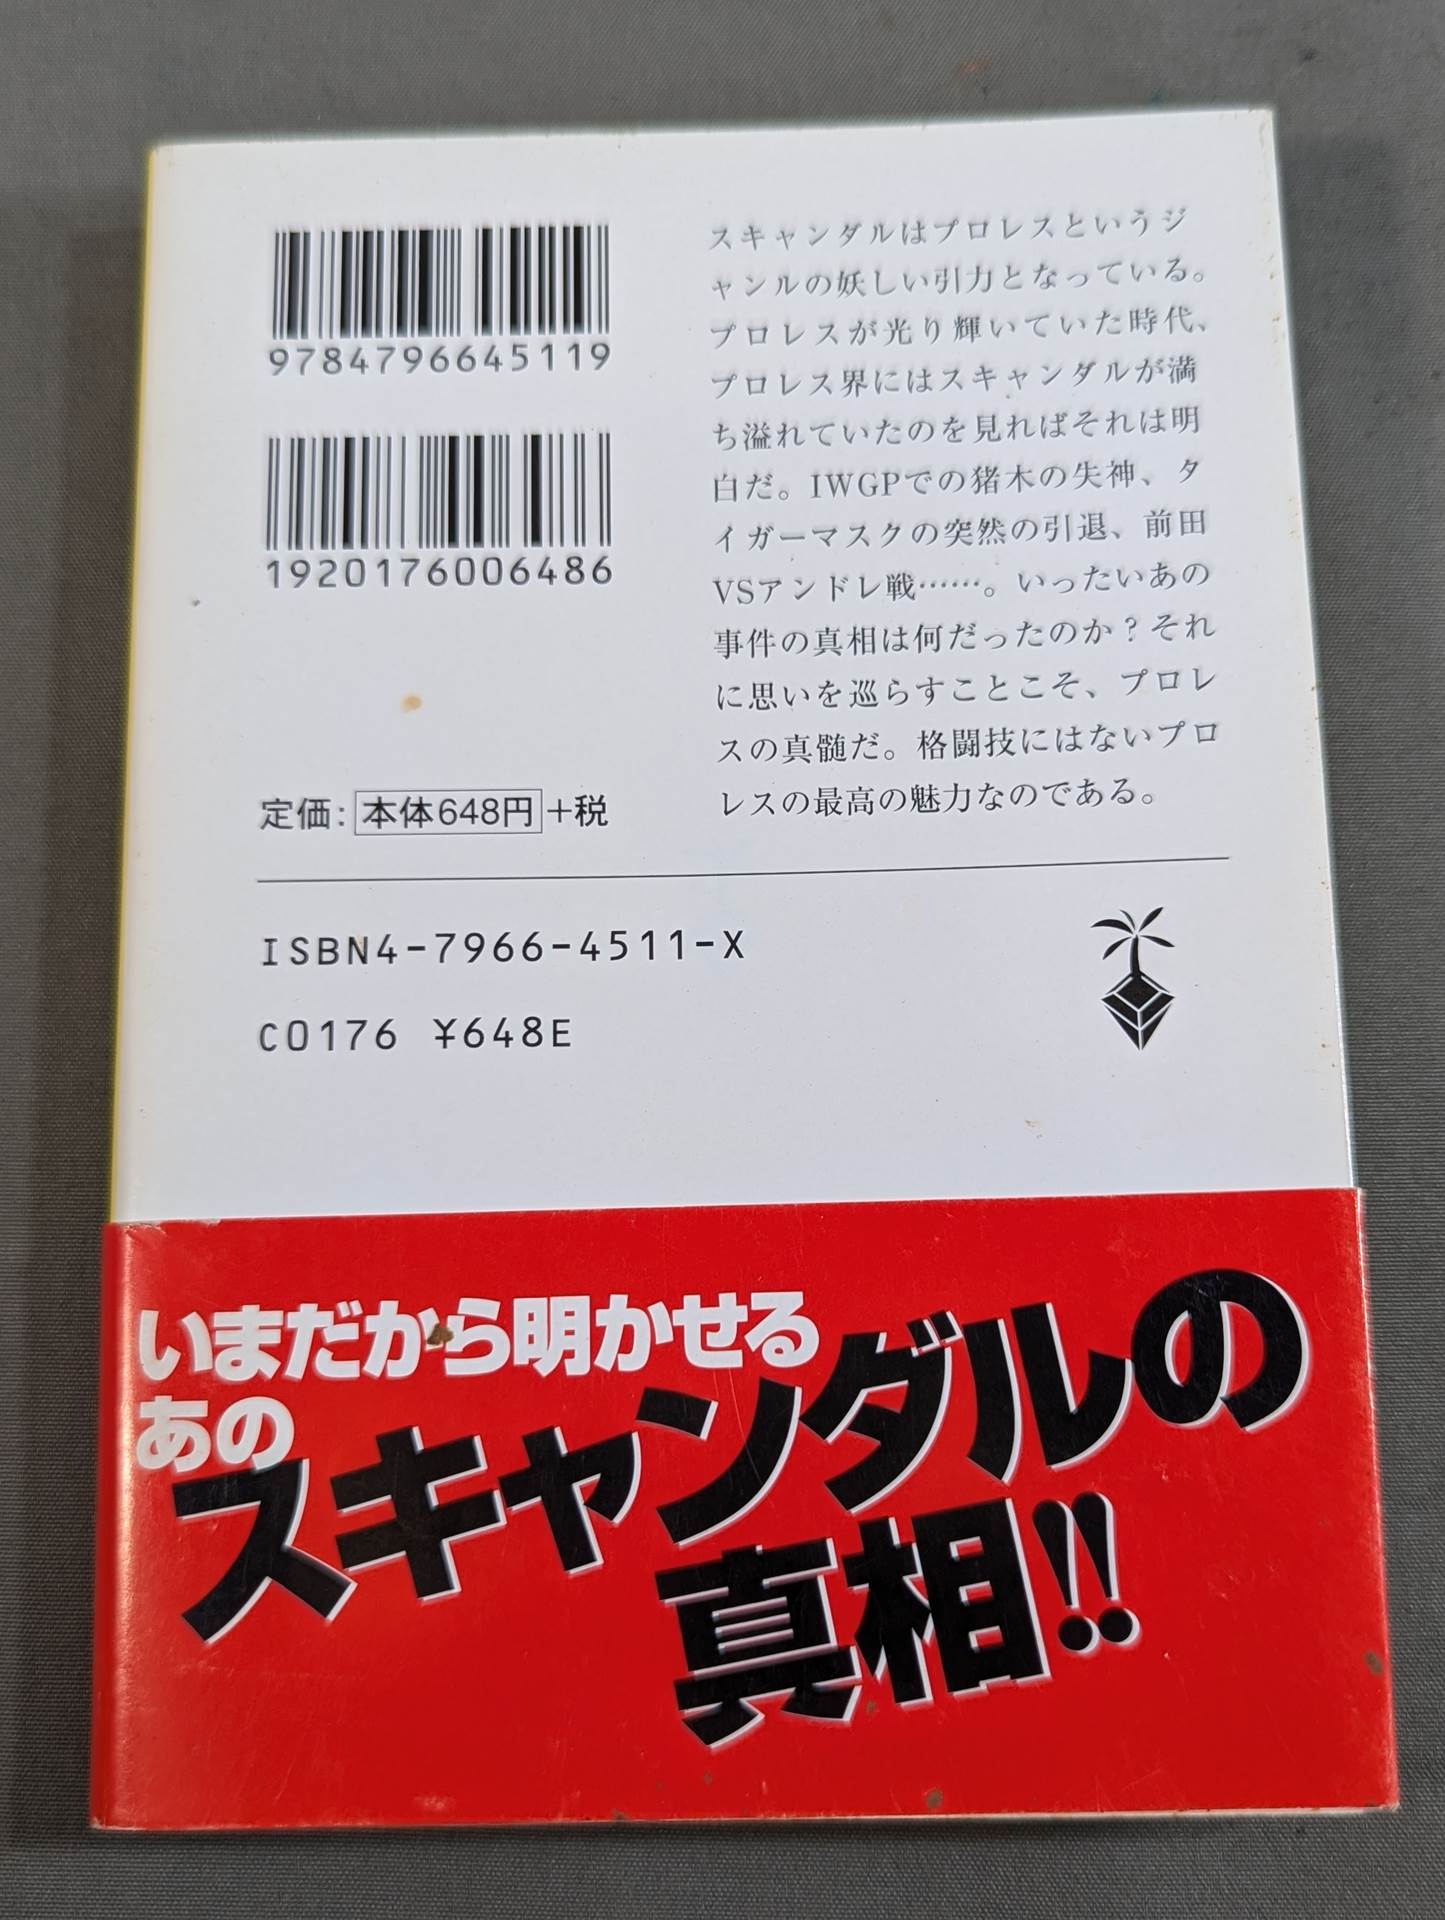 9784796645119
1920176006486
定価:本体648円+税
スキャンダルはプロレスというジ
ャンルの妖しい引力となっている。
プロレスが光り輝いていた時代、
プロレス界にはスキャンダルが満
ち溢れていたのを見ればそれは明
白だ。IWGPでの猪木の失神、タ
イガーマスクの突然の引退、前田
VSアンドレ戦……。いったいあの
事件の真相は何だったのか？それ
に思いを巡らすことこそ、プロレ
スの真髄だ。格闘技にはないプロ
レスの最高の魅力なのである。
ISBN4-7966-4511-X
C0176 ¥648E
いまだから明かせる
あの
スキャンダルの
真相!!